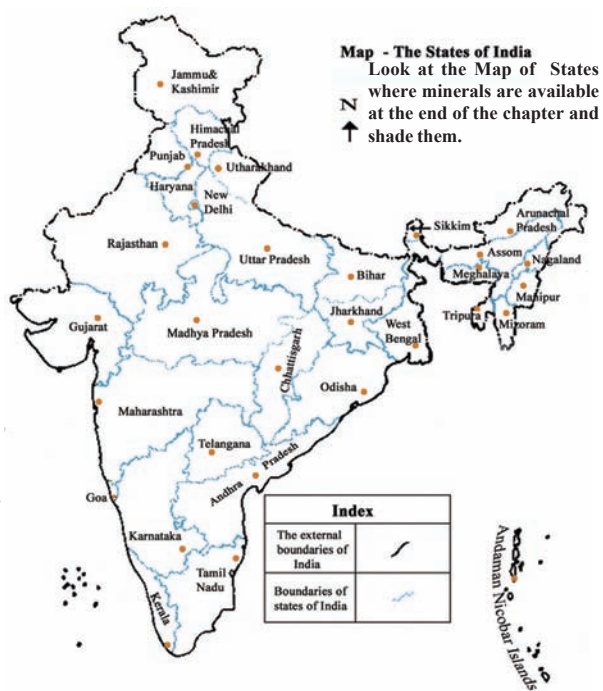 Map - The States of India
Look at the Map of States
where minerals are available
at the end of the chapter and
shade them.
N
Jammu&
Kashimir
Himachal
Pradesh
Punjab
Utharakhand
Haryana
New
Delhi
Rajasthan
Uttar Pradesh
Sikkim
Arunachal
Pradesh
Assom
Nagaland
Meghalaya
Manipur
Tripura
Mizoram
Bihar
Jharkhand
West
Bengal
Gujarat
Madhya Pradesh
Chhattisgarh
Odisha
Maharashtra
Telangana
Andhra Pradesh
Goa
Karnataka
Tamil
Nadu
Kerala
Index
The external
boundaries of
India
Boundaries of
states of India
Andaman Nicobar Islands